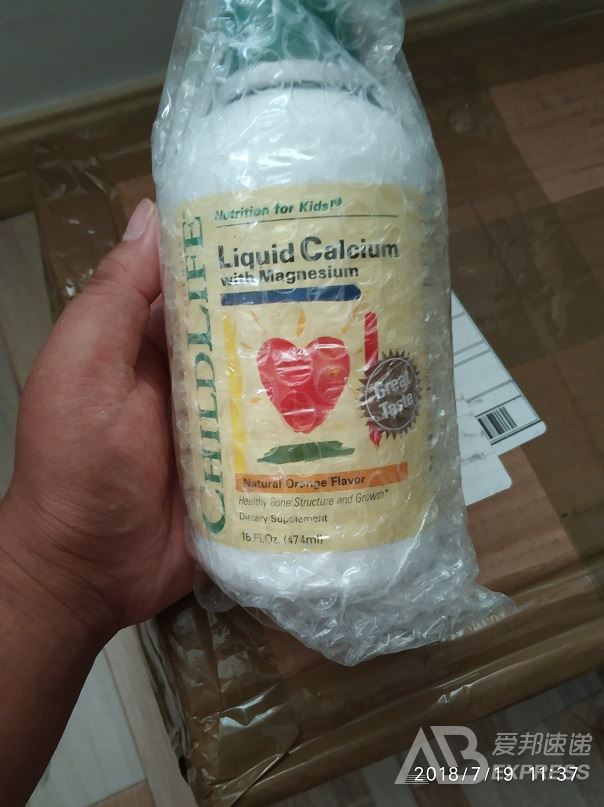 Nutrition for Kids!®
CHILDLIFE
Liquid Calcium
with Magnesium
Great
Taste
Natural Orange Flavor
Healthy Bone Structure and Growth*
Dietary Supplement
16 FL Oz. (474ml)
爱邦速递
AB EXPRESS
2018/7/19 11:37